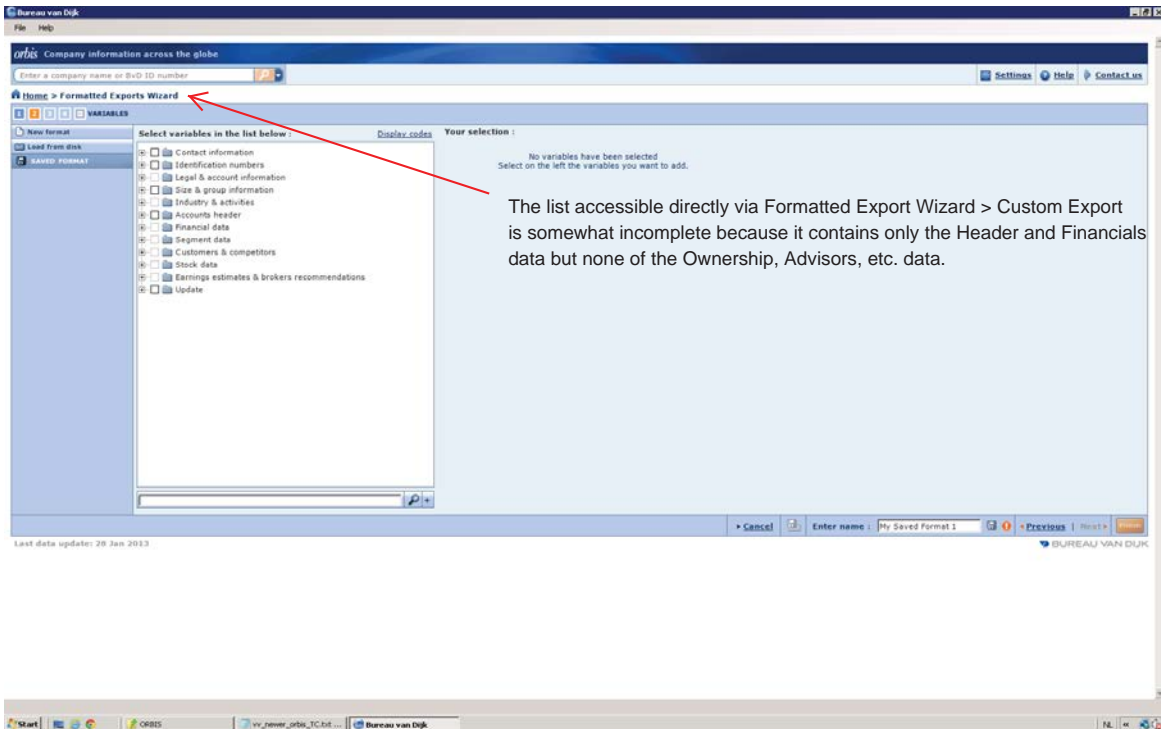 Bureau van Dijk
File Help
orbis Company information across the globe
Enter a company name or BvD ID number
Settings Help Contact us
Home > Formatted Exports Wizard
VARIABLES
New format
Load from disk
SAVED FORMAT
Select variables in the list below : Display codes
Contact information
Identification numbers
Legal & account information
Size & group information
Industry & activities
Accounts header
Financial data
Segment data
Customers & competitors
Stock data
Earnings estimates & brokers recommendations
Update
Your selection :
No variables have been selected
Select on the left the variables you want to add.
The list accessible directly via Formatted Export Wizard > Custom Export
is somewhat incomplete because it contains only the Header and Financials
data but none of the Ownership, Advisors, etc. data.
Cancel Enter name : My Saved Format 1 Previous | Next
Last data update: 28 Jan 2013
BUREAU VAN DIJK
Start ORBIS vv_newer_orbis_TC.txt ... Bureau van Dijk NL